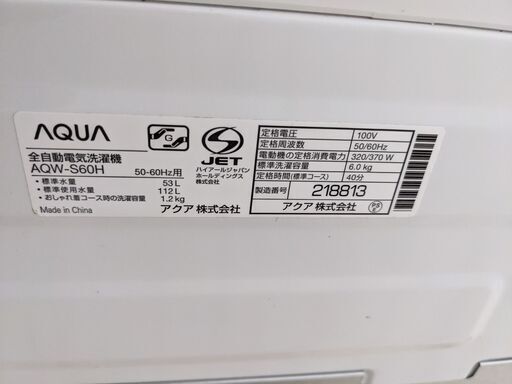 AQUA
G
全自動電気洗濯機
AQW-S60H 50-60Hz用
・標準水量 53L
・標準使用水量 112L
・おしゃれ着コース時の洗濯容量 1.2kg
Made in China アクア 株式会社
S
JET
ハイアールジャパン
ホールディングス
株式会社
定格電圧 100V
定格周波数 50/60Hz
電動機の定格消費電力 320/370 W
標準洗濯容量 6.0 kg
定格時間(標準コース) 40分
製造番号 218813
アクア 株式会社
PS
E